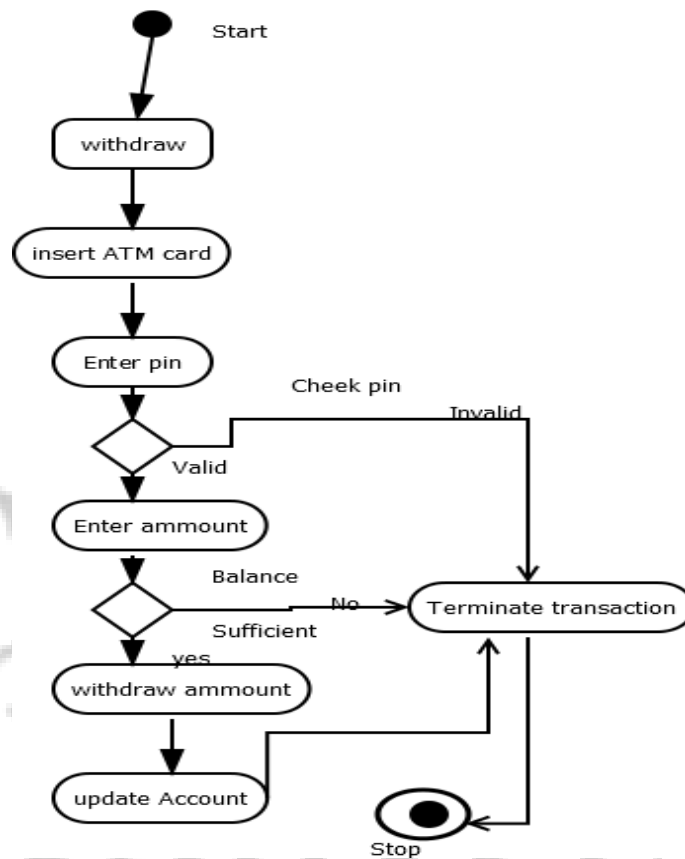 Start
withdraw
insert ATM card
Enter pin
Cheek pin
Invalid
Valid
Enter ammount
Balance
No
Terminate transaction
Sufficient
yes
withdraw ammount
update Account
Stop